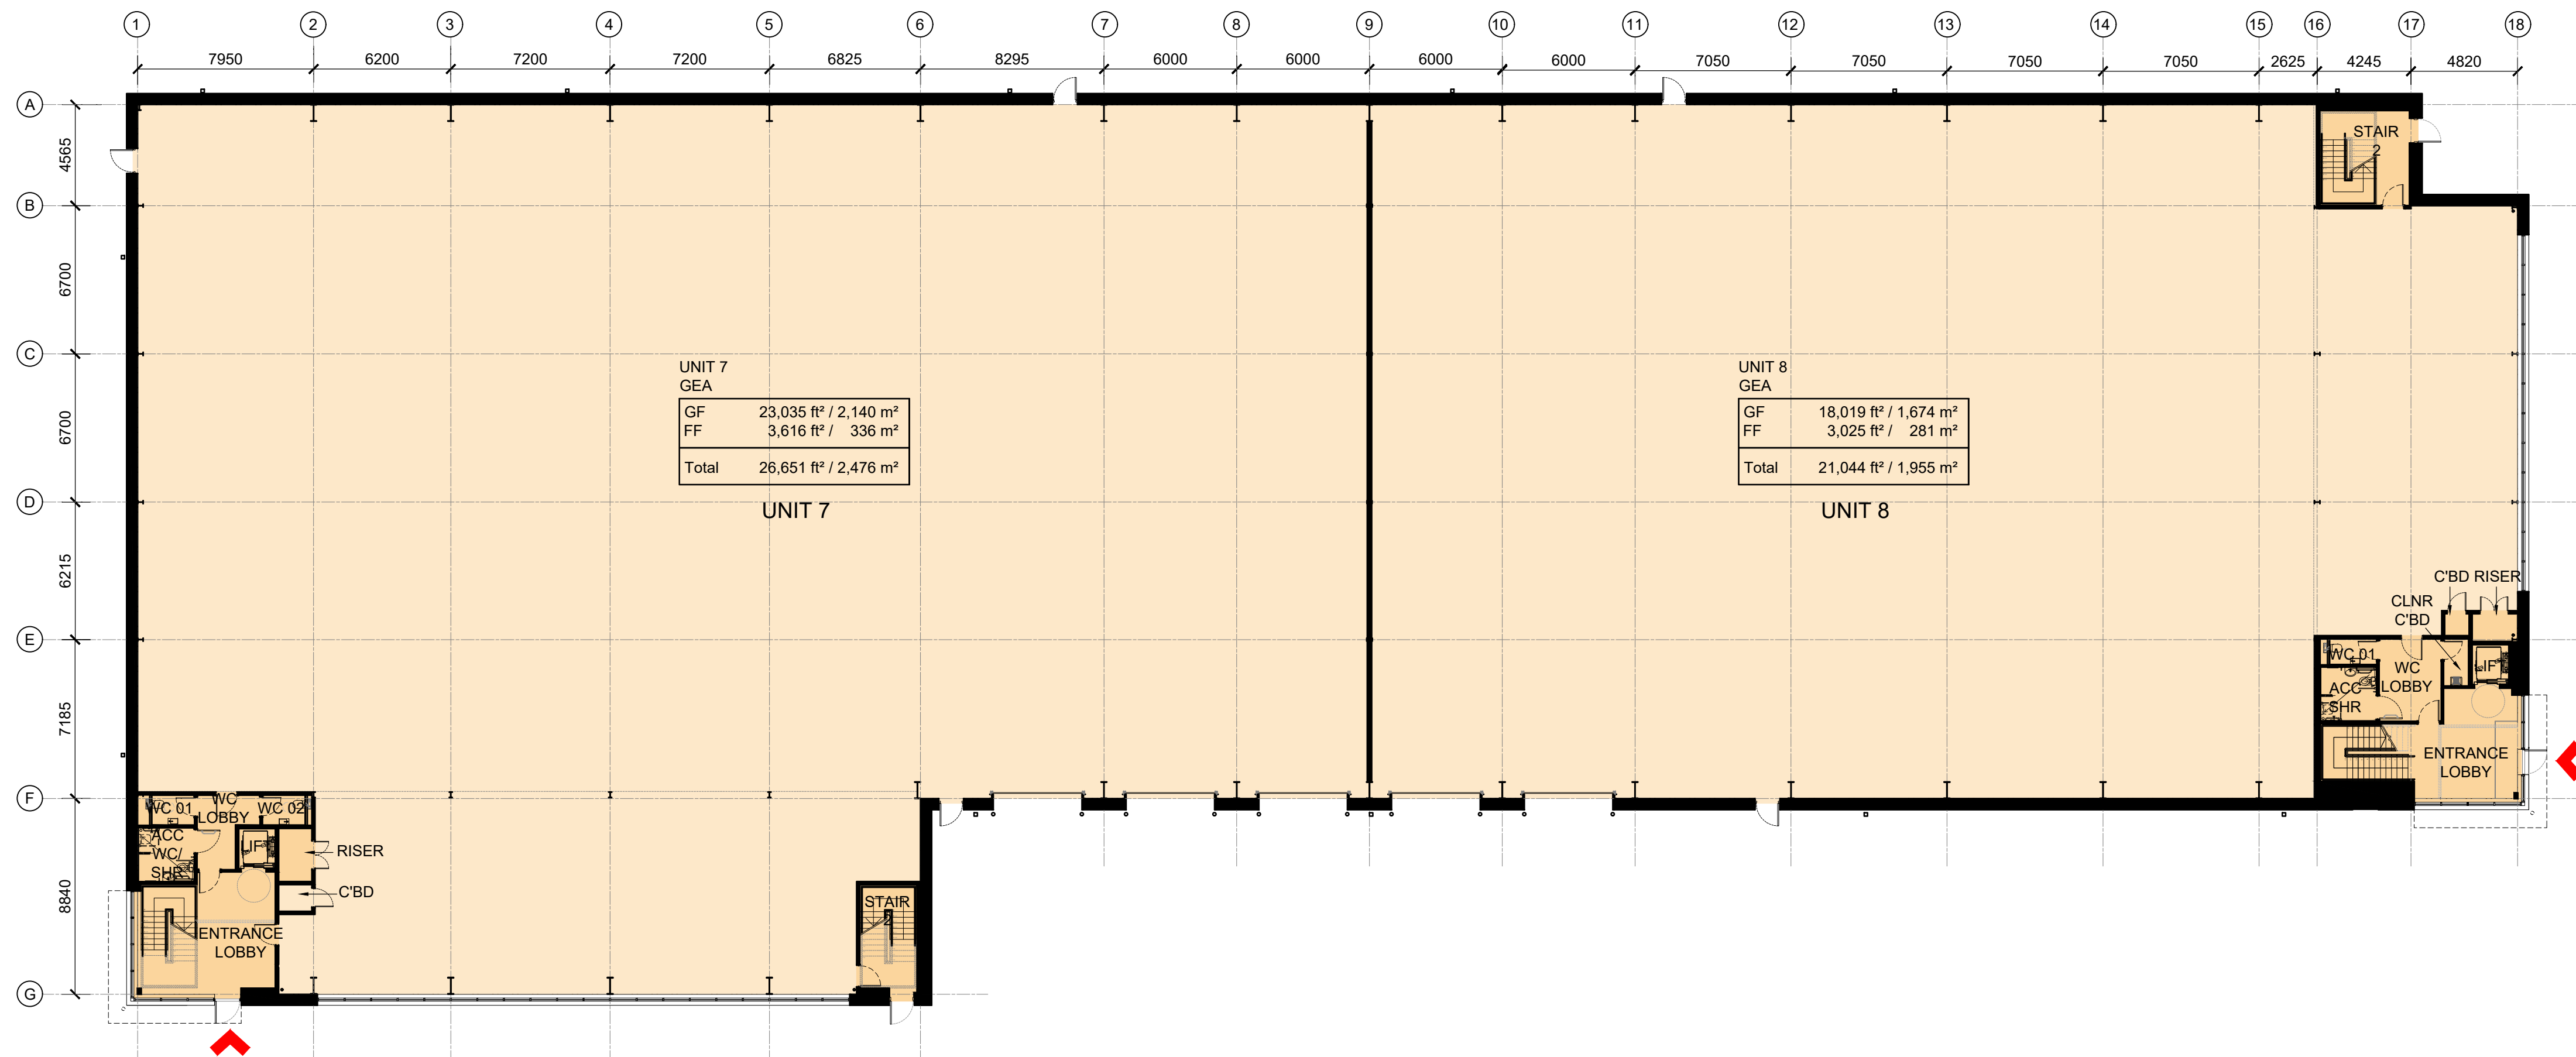 1 2 3 4 5 6 7 8 9 10 11 12 13 14 15 16 17 18
7950 6200 7200 7200 6825 8295 6000 6000 6000 6000 7050 7050 7050 7050 2625 4245 4820
A
4565
B
6700
C
6700
D
6215
E
7185
F
8840
G
STAIR
2
UNIT 7
GEA
GF 23,035 ft² / 2,140 m²
FF 3,616 ft² / 336 m²
Total 26,651 ft² / 2,476 m²
UNIT 7
UNIT 8
GEA
GF 18,019 ft² / 1,674 m²
FF 3,025 ft² / 281 m²
Total 21,044 ft² / 1,955 m²
UNIT 8
C'BD RISER
CLNR
C'BD
WC 01
WC
LOBBY
LIFT
ACC
SHR
ENTRANCE
LOBBY
WC 01
WC
LOBBY
WC 02
ACC
WC/
SHR
LIFT
RISER
C'BD
ENTRANCE
LOBBY
STAIR
2